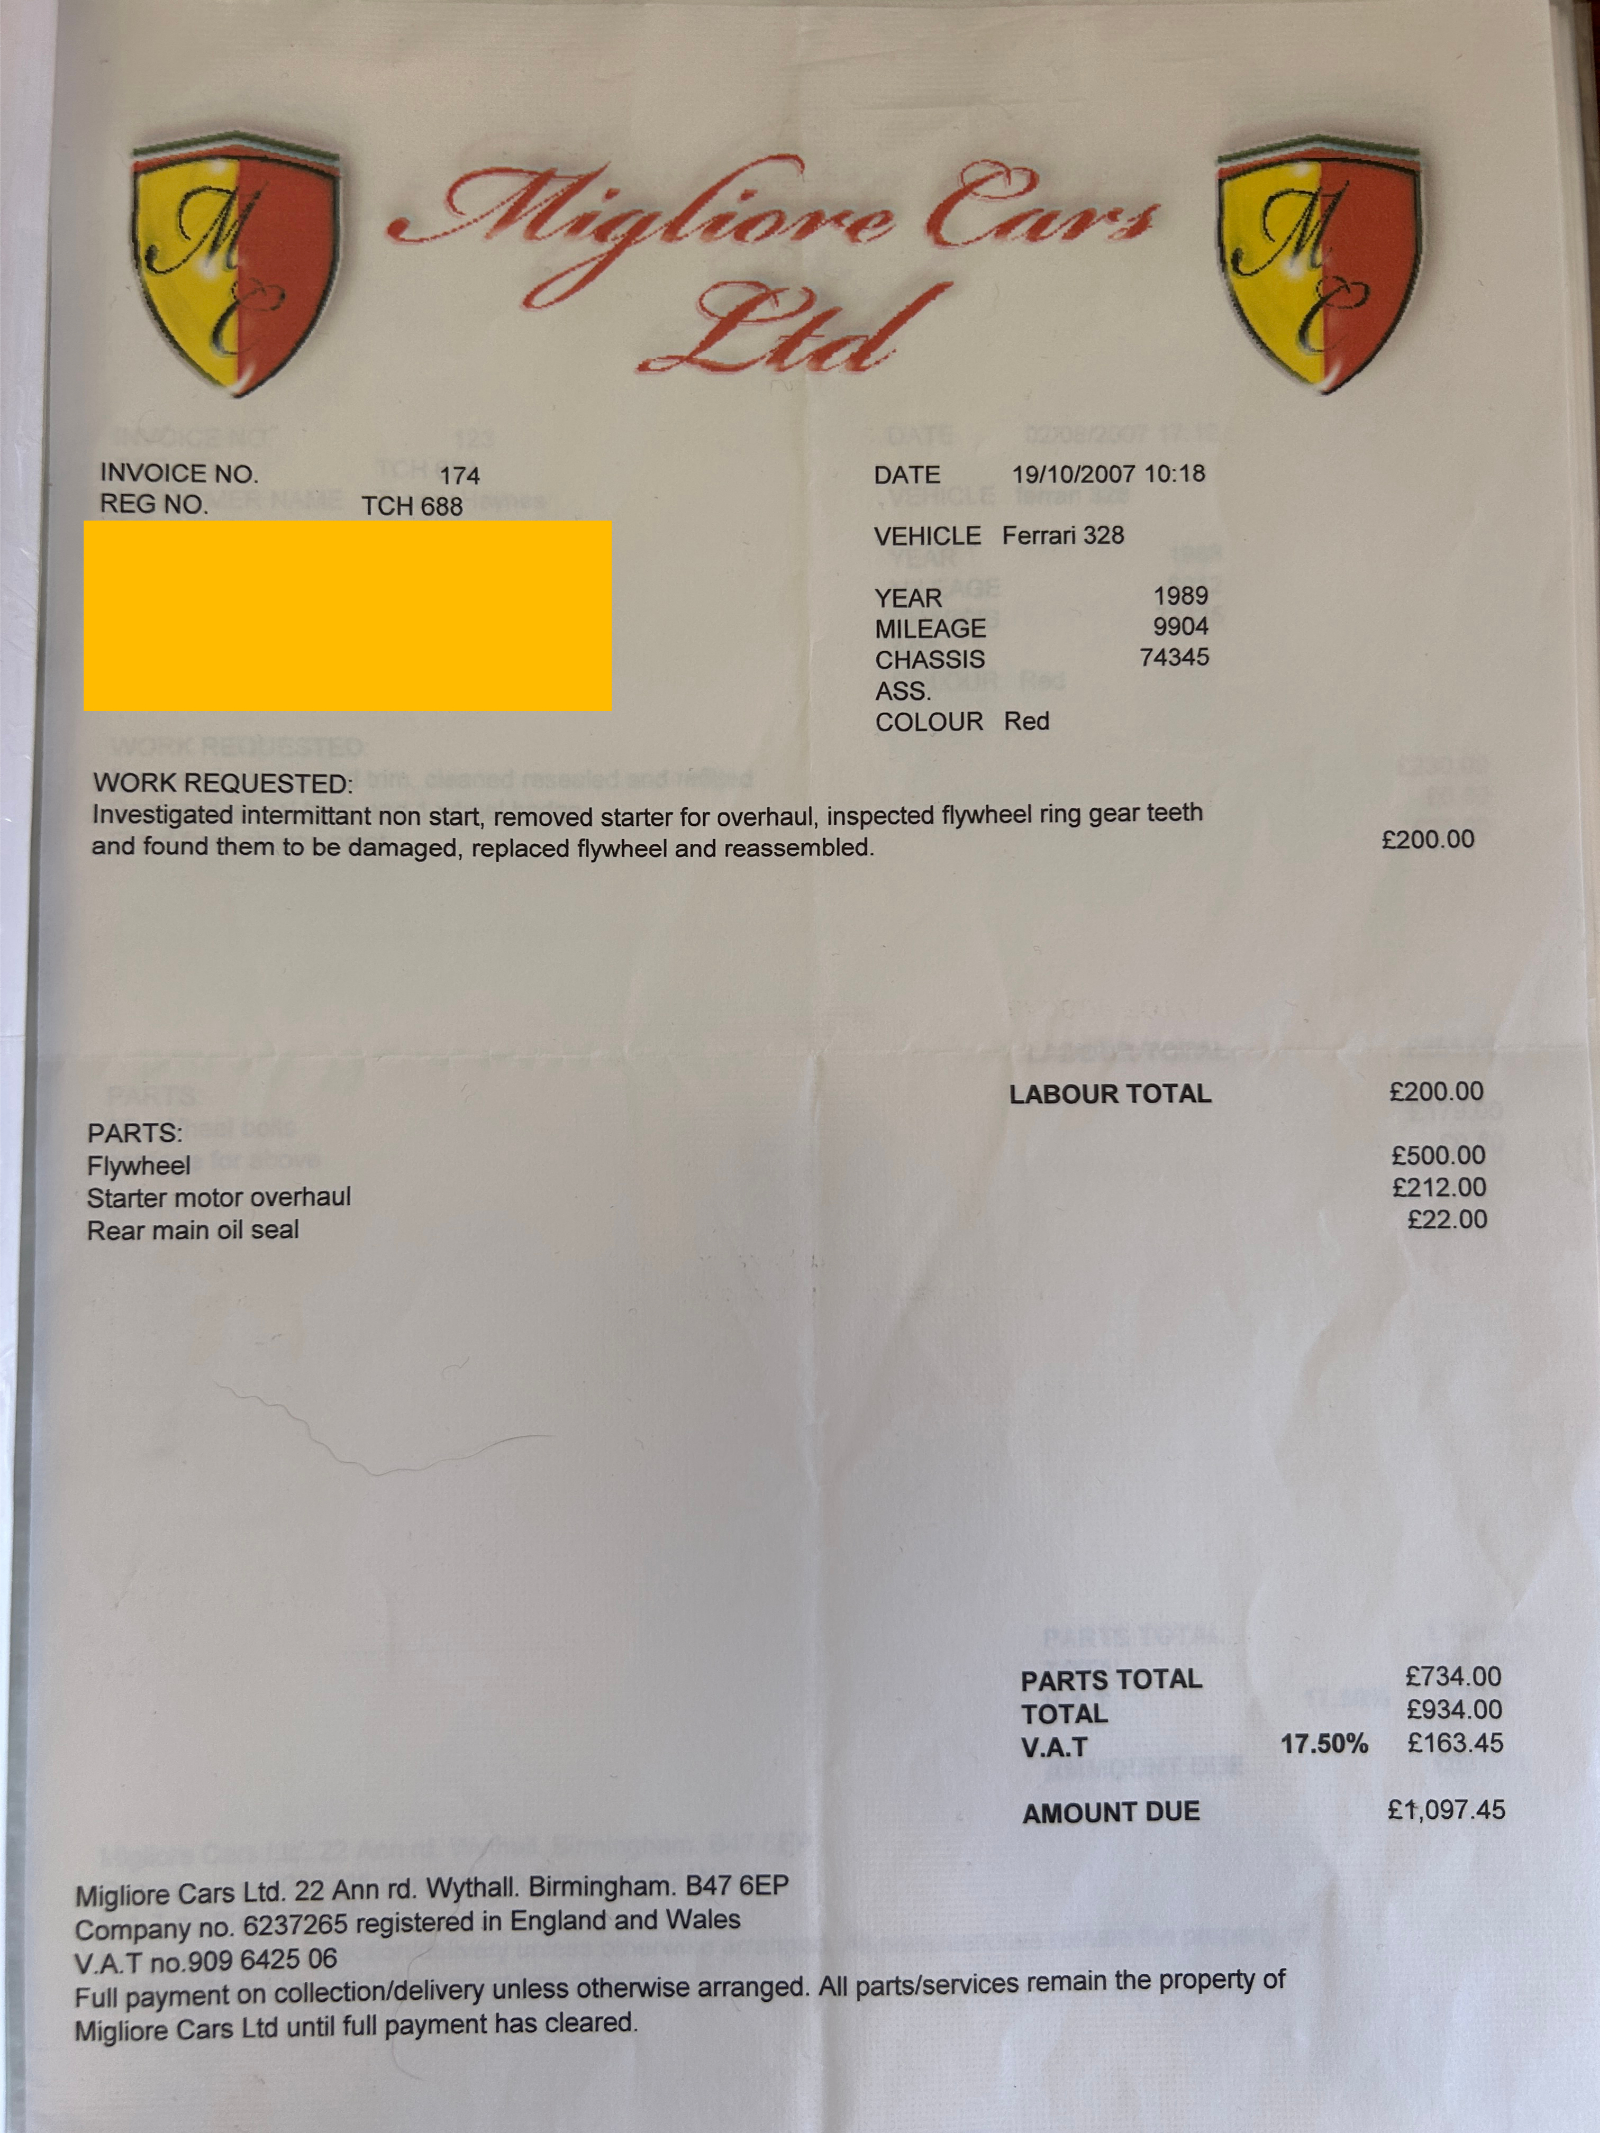 Migliore Cars
Ltd
M
C
M
C
INVOICE NO. 174
REG NO. TCH 688
DATE 19/10/2007 10:18
VEHICLE Ferrari 328
YEAR 1989
MILEAGE 9904
CHASSIS 74345
ASS.
COLOUR Red
WORK REQUESTED:
Investigated intermittant non start, removed starter for overhaul, inspected flywheel ring gear teeth
and found them to be damaged, replaced flywheel and reassembled. £200.00
LABOUR TOTAL £200.00
PARTS:
Flywheel £500.00
Starter motor overhaul £212.00
Rear main oil seal £22.00
PARTS TOTAL £734.00
TOTAL £934.00
V.A.T 17.50% £163.45
AMOUNT DUE £1,097.45
Migliore Cars Ltd. 22 Ann rd. Wythall. Birmingham. B47 6EP
Company no. 6237265 registered in England and Wales
V.A.T no.909 6425 06
Full payment on collection/delivery unless otherwise arranged. All parts/services remain the property of
Migliore Cars Ltd until full payment has cleared.